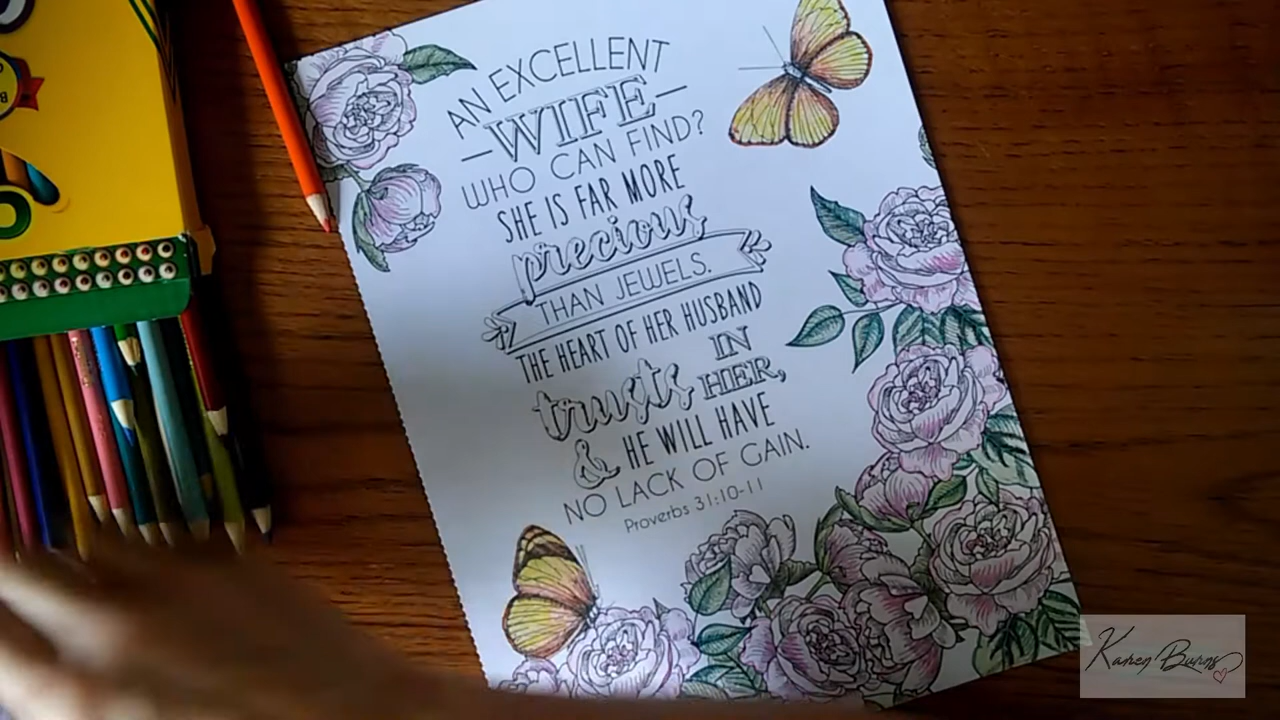 AN EXCELLENT
WIFE
WHO CAN FIND?
SHE IS FAR MORE
precious
THAN JEWELS.
THE HEART OF HER HUSBAND
trusts IN HER,
& HE WILL HAVE
NO LACK OF GAIN.
Proverbs 31:10-11
Karen Burns